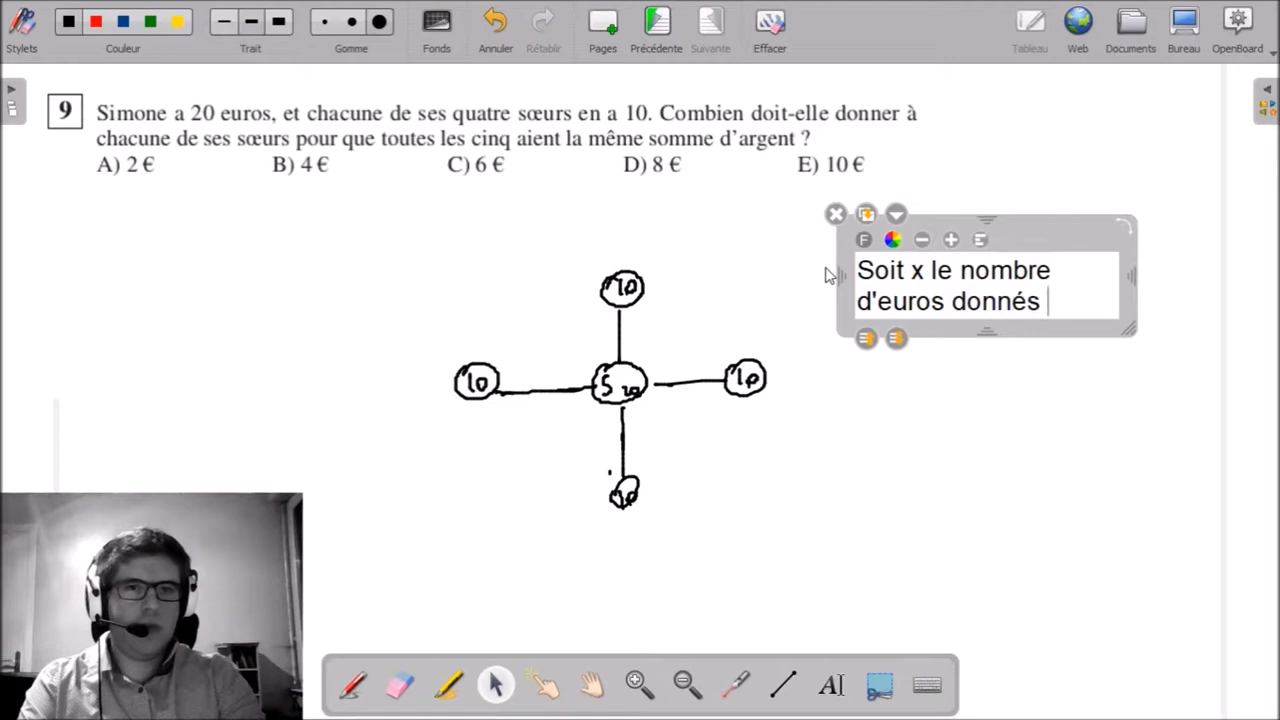 Stylets
Couleur
Trait
Gomme
Fonds
Annuler
Rétablir
Pages
Précédente
Suivante
Effacer
Tableau
Web
Documents
Bureau
OpenBoard
9
Simone a 20 euros, et chacune de ses quatre sœurs en a 10. Combien doit-elle donner à
chacune de ses sœurs pour que toutes les cinq aient la même somme d'argent ?
A) 2 € B) 4 € C) 6 € D) 8 € E) 10 €
F
Soit x le nombre
d'euros donnés
10
10
S 20
10
10
AI